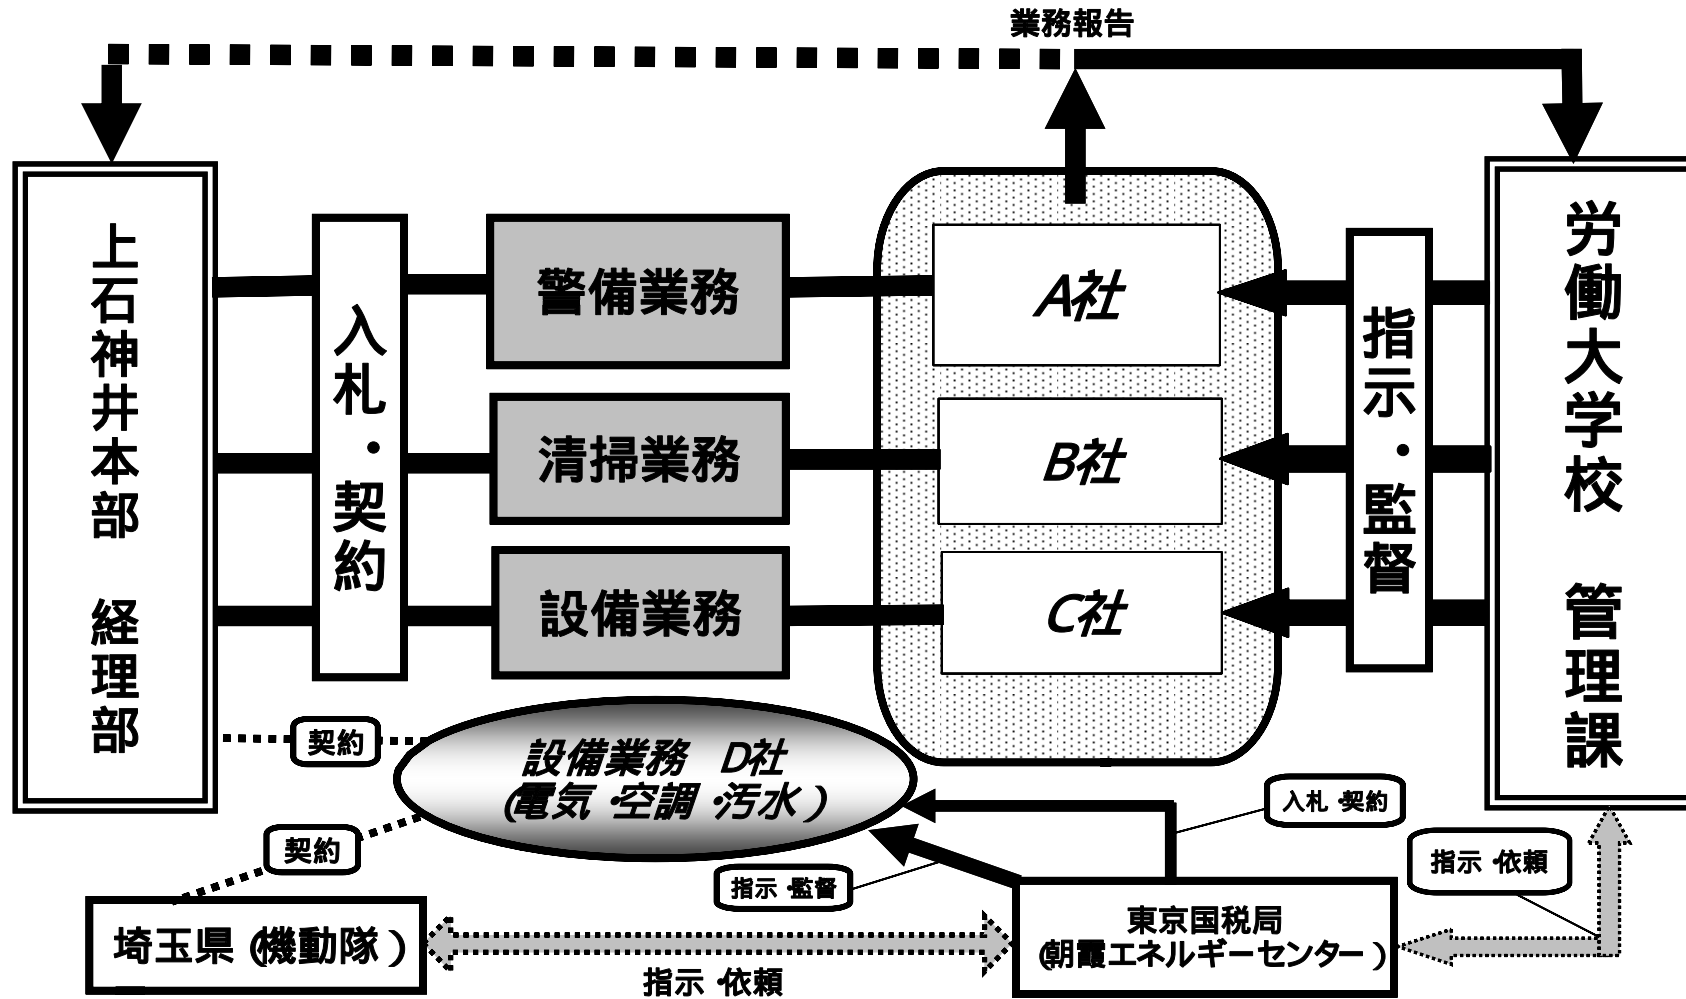 業務報告
上石神井本部　経理部
入札・契約
警備業務
清掃業務
設備業務
A社
B社
C社
指示・監督
労働大学校　管理課
契約
設備業務　D社
(電気・空調・汚水)
契約
入札・契約
指示・監督
指示・依頼
埼玉県(機動隊)
指示・依頼
東京国税局
(朝霞エネルギーセンター)